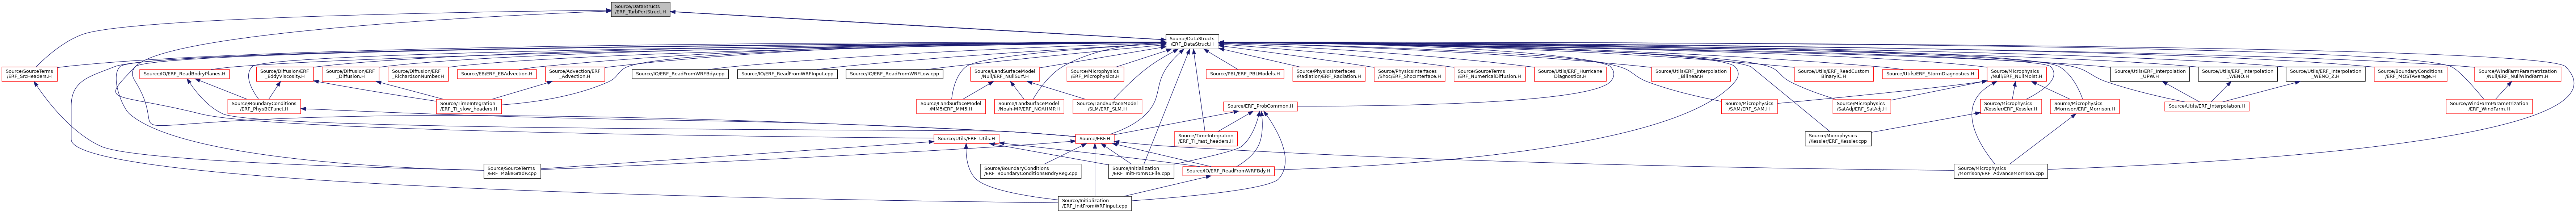 Source/DataStructs
/ERF_TurbPertStruct.H
Source/DataStructs
/ERF_DataStruct.H
Source/SourceTerms
/ERF_SrcHeaders.H
Source/IO/ERF_ReadBndryPlanes.H
Source/Diffusion/ERF
_EddyViscosity.H
Source/Diffusion/ERF
_Diffusion.H
Source/Diffusion/ERF
_RichardsonNumber.H
Source/EB/ERF_EBAdvection.H
Source/Advection/ERF
_Advection.H
Source/IO/ERF_ReadFromWRFBdy.cpp
Source/IO/ERF_ReadFromWRFInput.cpp
Source/IO/ERF_ReadFromWRFLow.cpp
Source/LandSurfaceModel
/Null/ERF_NullSurf.H
Source/Microphysics
/ERF_Microphysics.H
Source/PBL/ERF_PBLModels.H
Source/PhysicsInterfaces
/Radiation/ERF_Radiation.H
Source/PhysicsInterfaces
/Shoc/ERF_ShocInterface.H
Source/SourceTerms
/ERF_NumericalDiffusion.H
Source/Utils/ERF_Hurricane
Diagnostics.H
Source/Utils/ERF_Interpolation
_Bilinear.H
Source/Utils/ERF_ReadCustom
BinaryIC.H
Source/Utils/ERF_StormDiagnostics.H
Source/Microphysics
/Null/ERF_NullMoist.H
Source/Utils/ERF_Interpolation
_UPW.H
Source/Utils/ERF_Interpolation
_WENO.H
Source/Utils/ERF_Interpolation
_WENO_Z.H
Source/BoundaryConditions
/ERF_MOSTAverage.H
Source/WindFarmParametrization
/Null/ERF_NullWindFarm.H
Source/BoundaryConditions
/ERF_PhysBCFunct.H
Source/TimeIntegration
/ERF_TI_slow_headers.H
Source/LandSurfaceModel
/MM5/ERF_MM5.H
Source/LandSurfaceModel
/Noah-MP/ERF_NOAHMP.H
Source/LandSurfaceModel
/SLM/ERF_SLM.H
Source/ERF_ProbCommon.H
Source/Microphysics
/SAM/ERF_SAM.H
Source/Microphysics
/SatAdj/ERF_SatAdj.H
Source/Microphysics
/Kessler/ERF_Kessler.H
Source/Microphysics
/Morrison/ERF_Morrison.H
Source/Utils/ERF_Interpolation.H
Source/WindFarmParametrization
/ERF_WindFarm.H
Source/Utils/ERF_Utils.H
Source/ERF.H
Source/TimeIntegration
/ERF_TI_fast_headers.H
Source/Microphysics
/Kessler/ERF_Kessler.cpp
Source/SourceTerms
/ERF_MakeGradP.cpp
Source/BoundaryConditions
/ERF_BoundaryConditionsBndryReg.cpp
Source/Initialization
/ERF_InitFromNCFile.cpp
Source/IO/ERF_ReadFromWRFBdy.H
Source/Microphysics
/Morrison/ERF_AdvanceMorrison.cpp
Source/Initialization
/ERF_InitFromWRFInput.cpp